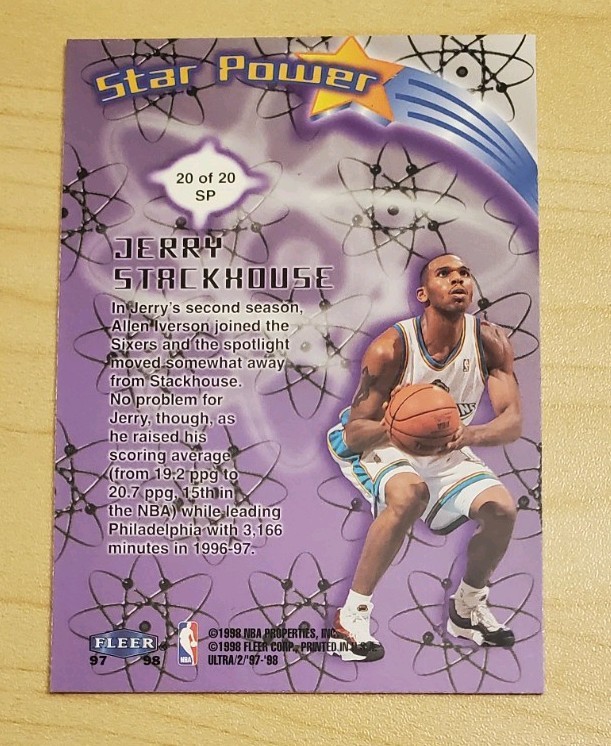 Star Power
20 of 20
SP
JERRY
STACKHOUSE
In Jerry's second season,
Allen Iverson joined the
Sixers and the spotlight
moved somewhat away
from Stackhouse.
No problem for
Jerry, though, as
he raised his
scoring average
(from 19.2 ppg to
20.7 ppg, 15th in
the NBA) while leading
Philadelphia with 3,166
minutes in 1996-97.
FLEER
97 98
NBA
©1998 NBA PROPERTIES, INC.
©1998 FLEER CORP., PRINTED IN U.S.A.
ULTRA/2/'97-'98